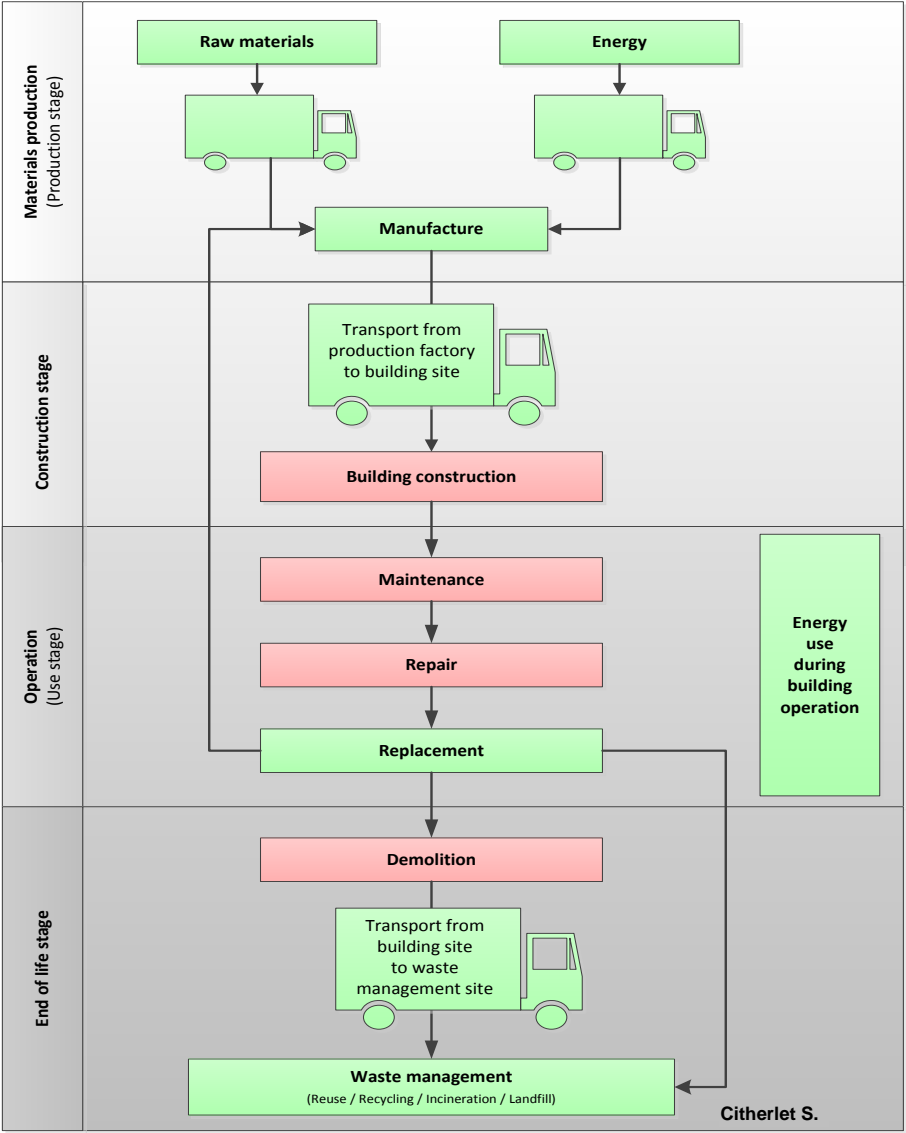 Materials production
(Production stage)
Raw materials
Energy
Manufacture
Construction stage
Transport from
production factory
to building site
Building construction
Operation
(Use stage)
Maintenance
Repair
Replacement
Energy
use
during
building
operation
End of life stage
Demolition
Transport from
building site
to waste
management site
Waste management
(Reuse / Recycling / Incineration / Landfill)
Citherlet S.